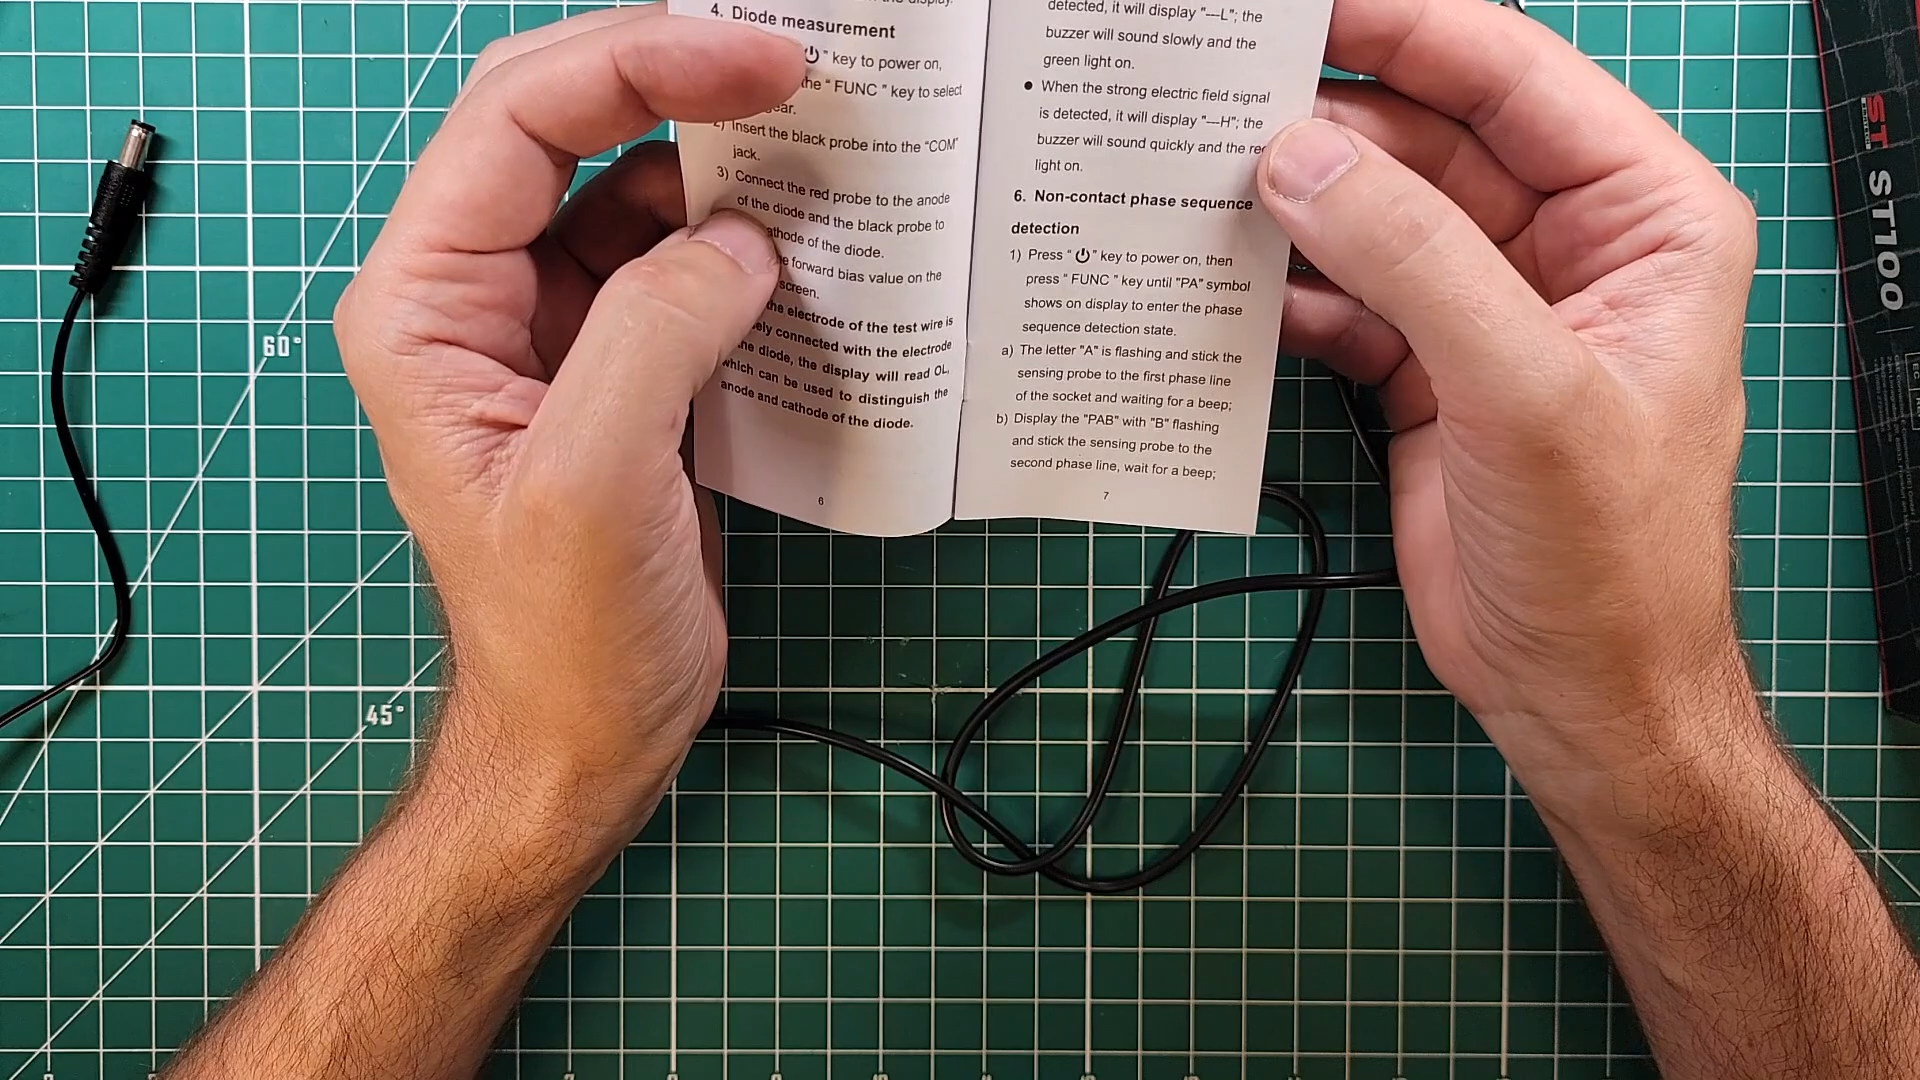 display.
4. Diode measurement
" key to power on,
the " FUNC " key to select
ear.
2) Insert the black probe into the "COM"
jack.
3) Connect the red probe to the anode
of the diode and the black probe to
athode of the diode.
e forward bias value on the
screen.
the electrode of the test wire is
ely connected with the electrode
he diode, the display will read OL,
which can be used to distinguish the
anode and cathode of the diode.
6
detected, it will display "---L"; the
buzzer will sound slowly and the
green light on.
● When the strong electric field signal
is detected, it will display "---H"; the
buzzer will sound quickly and the red
light on.
6. Non-contact phase sequence
detection
1) Press " ⏻ " key to power on, then
press " FUNC " key until "PA" symbol
shows on display to enter the phase
sequence detection state.
a) The letter "A" is flashing and stick the
sensing probe to the first phase line
of the socket and waiting for a beep;
b) Display the "PAB" with "B" flashing
and stick the sensing probe to the
second phase line, wait for a beep;
7
60°
45°
ST100